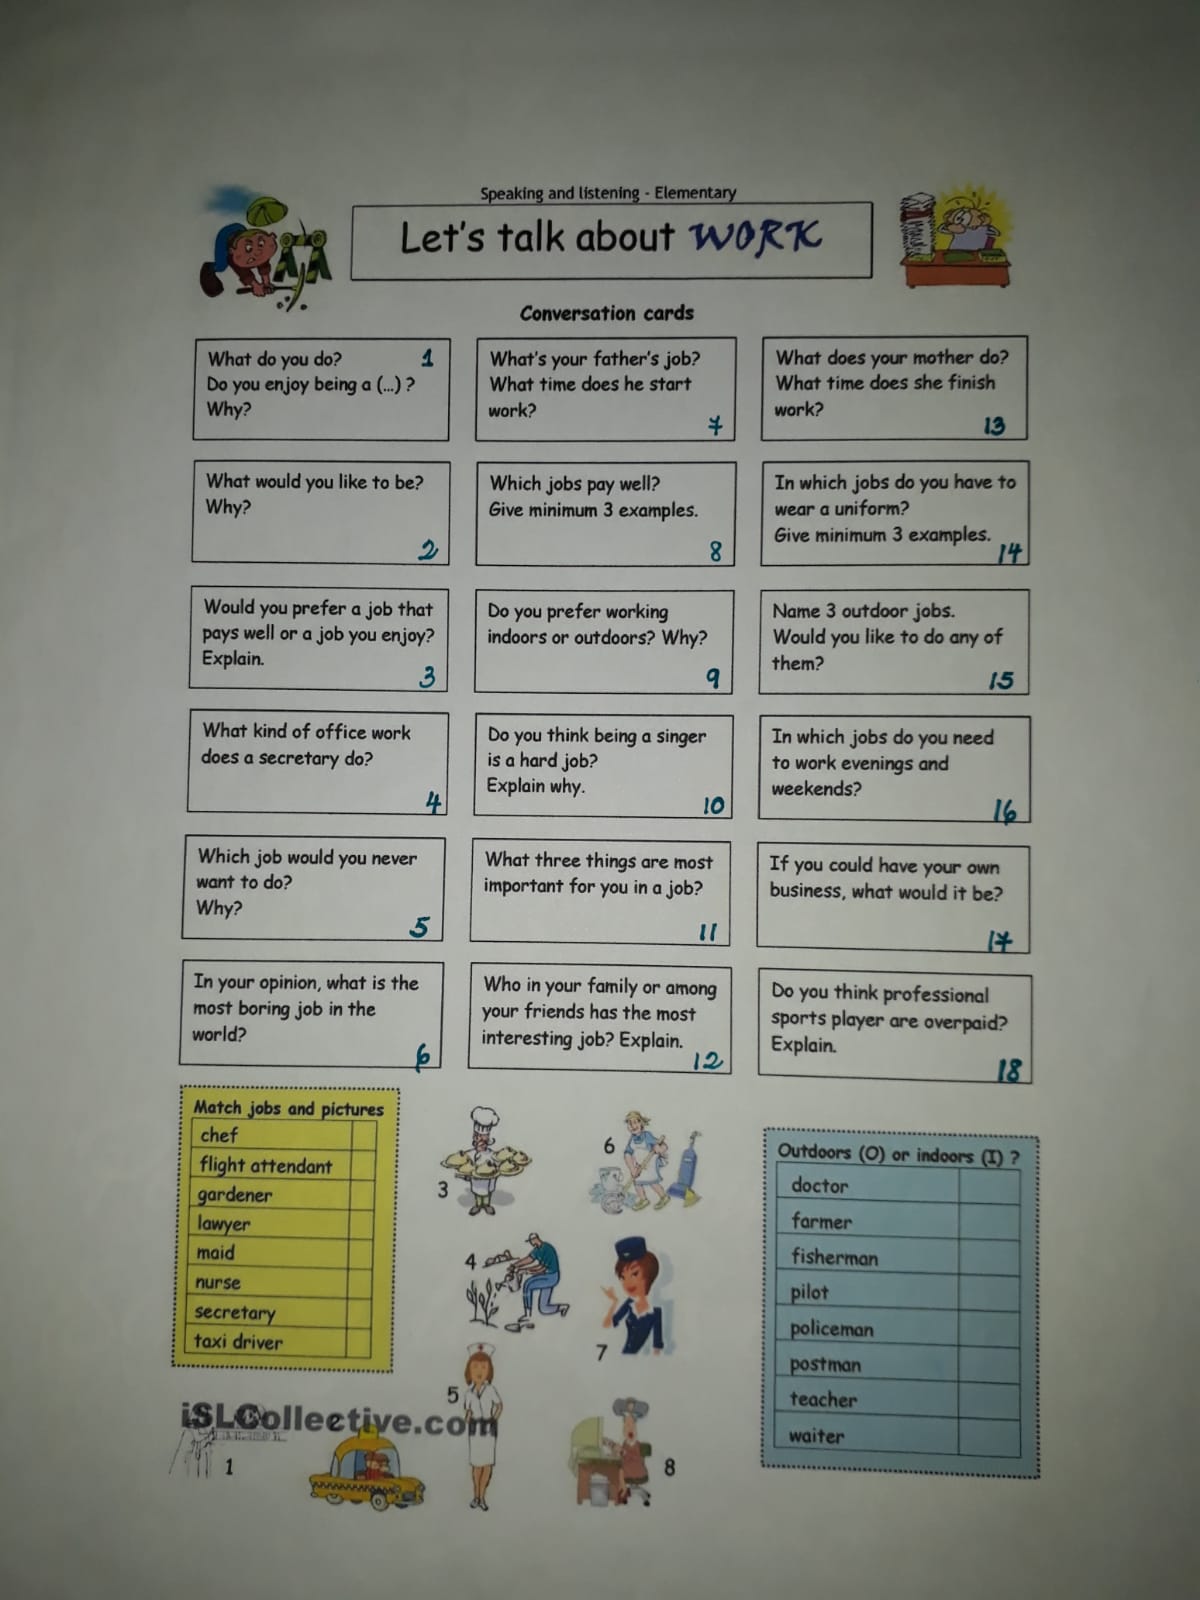 Speaking and listening - Elementary
Let's talk about WORK
Conversation cards
What do you do? 1
Do you enjoy being a (...) ?
Why?
What's your father's job?
What time does he start
work?
7
What does your mother do?
What time does she finish
work?
13
What would you like to be?
Why?
2
Which jobs pay well?
Give minimum 3 examples.
8
In which jobs do you have to
wear a uniform?
Give minimum 3 examples.
14
Would you prefer a job that
pays well or a job you enjoy?
Explain.
3
Do you prefer working
indoors or outdoors? Why?
9
Name 3 outdoor jobs.
Would you like to do any of
them?
15
What kind of office work
does a secretary do?
4
Do you think being a singer
is a hard job?
Explain why.
10
In which jobs do you need
to work evenings and
weekends?
16
Which job would you never
want to do?
Why?
5
What three things are most
important for you in a job?
11
If you could have your own
business, what would it be?
17
In your opinion, what is the
most boring job in the
world?
6
Who in your family or among
your friends has the most
interesting job? Explain.
12
Do you think professional
sports player are overpaid?
Explain.
18
Match jobs and pictures
chef
flight attendant
gardener
lawyer
maid
nurse
secretary
taxi driver
3
6
4
7
5
1
8
Outdoors (O) or indoors (I) ?
doctor
farmer
fisherman
pilot
policeman
postman
teacher
waiter
iSLCollective.com